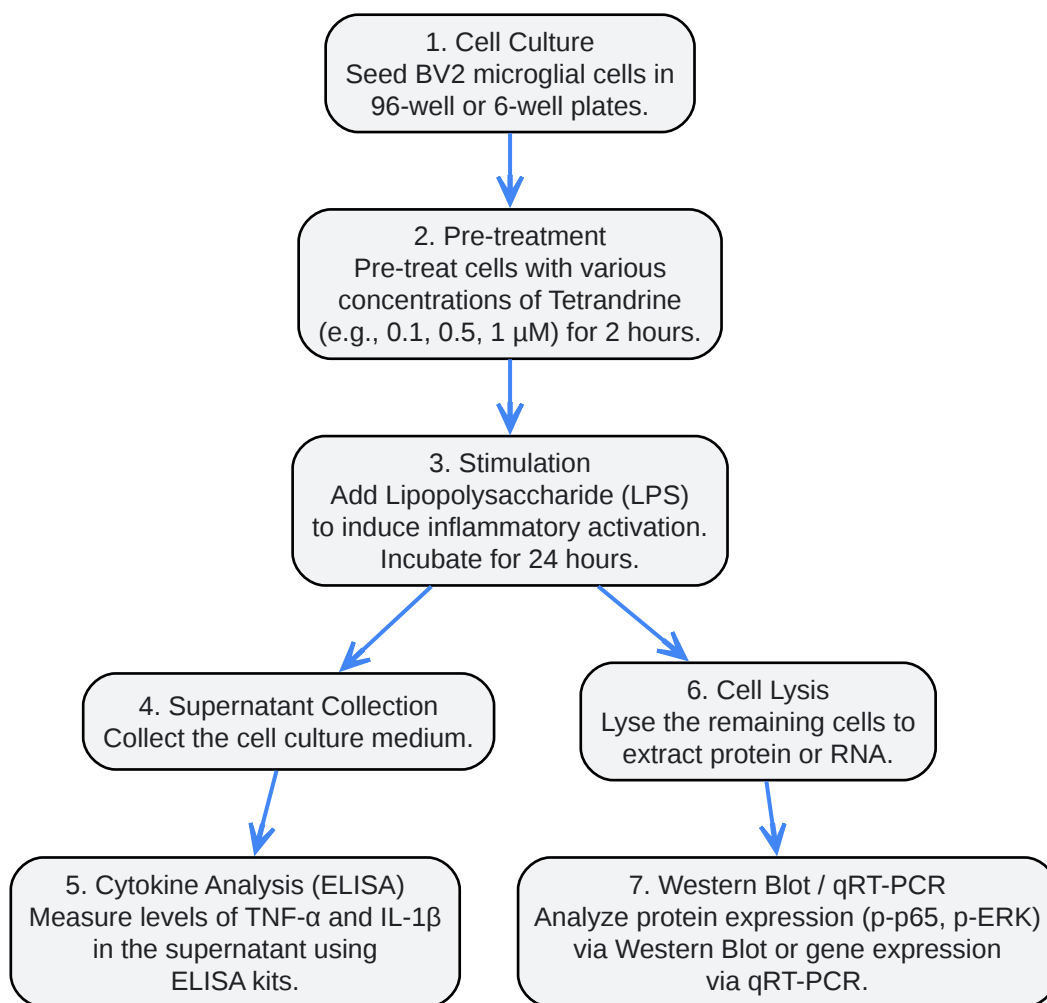 1. Cell Culture
Seed BV2 microglial cells in
96-well or 6-well plates.
2. Pre-treatment
Pre-treat cells with various
concentrations of Tetrandrine
(e.g., 0.1, 0.5, 1 µM) for 2 hours.
3. Stimulation
Add Lipopolysaccharide (LPS)
to induce inflammatory activation.
Incubate for 24 hours.
4. Supernatant Collection
Collect the cell culture medium.
5. Cytokine Analysis (ELISA)
Measure levels of TNF-α and IL-1β
in the supernatant using
ELISA kits.
6. Cell Lysis
Lyse the remaining cells to
extract protein or RNA.
7. Western Blot / qRT-PCR
Analyze protein expression (p-p65, p-ERK)
via Western Blot or gene expression
via qRT-PCR.